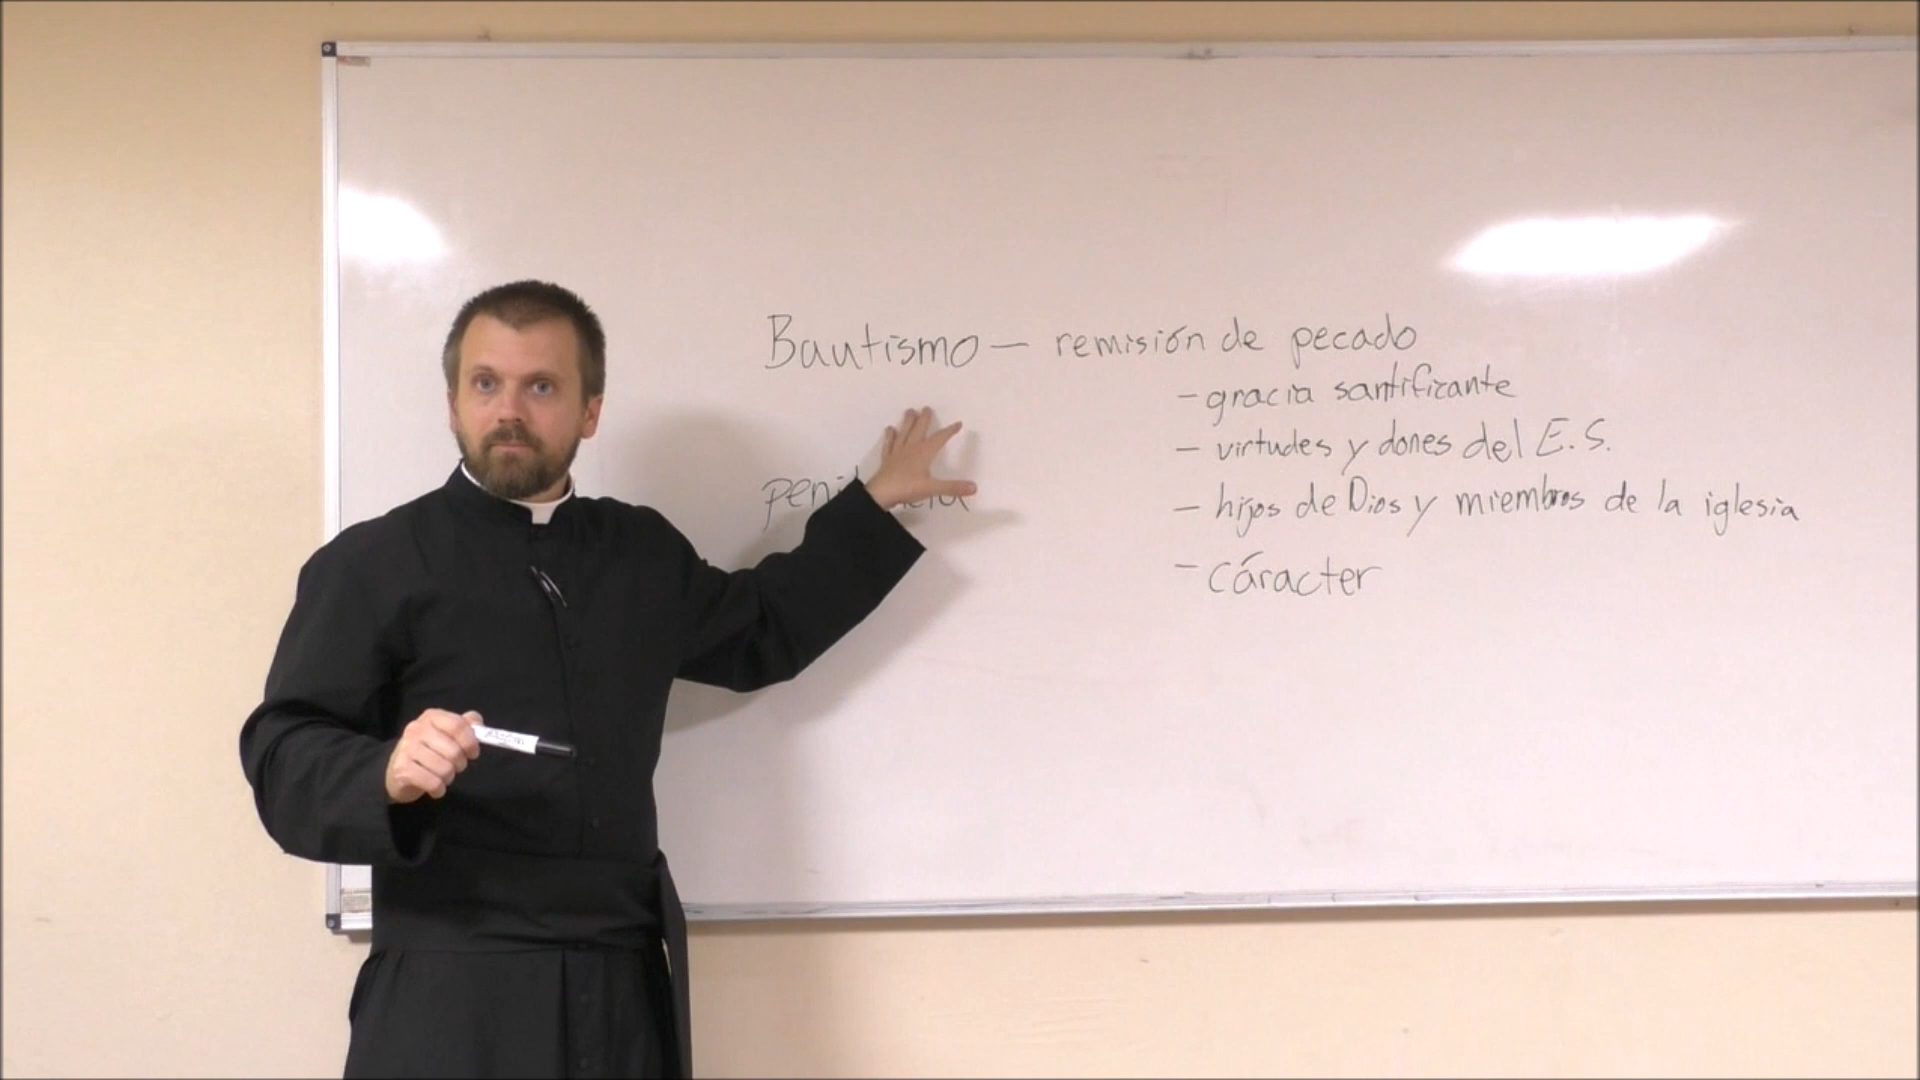 Bautismo — remisión de pecado
- gracia santificante
- virtudes y dones del E.S.
- hijos de Dios y miembros de la iglesia
- cáracter